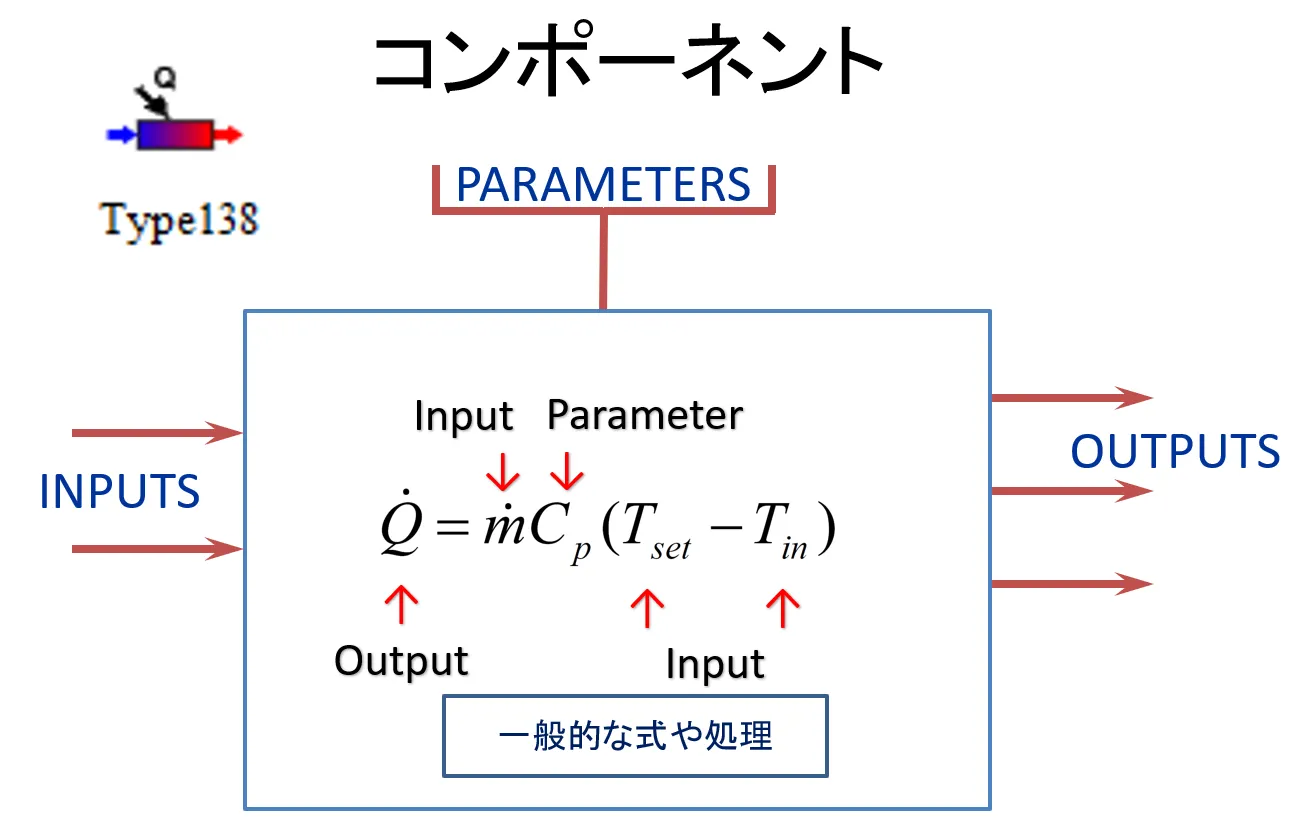 コンポーネント
Q
Type138
PARAMETERS
Input Parameter
INPUTS
OUTPUTS
Q̇ = ṁC_p(T_set − T_in)
Output Input
一般的な式や処理